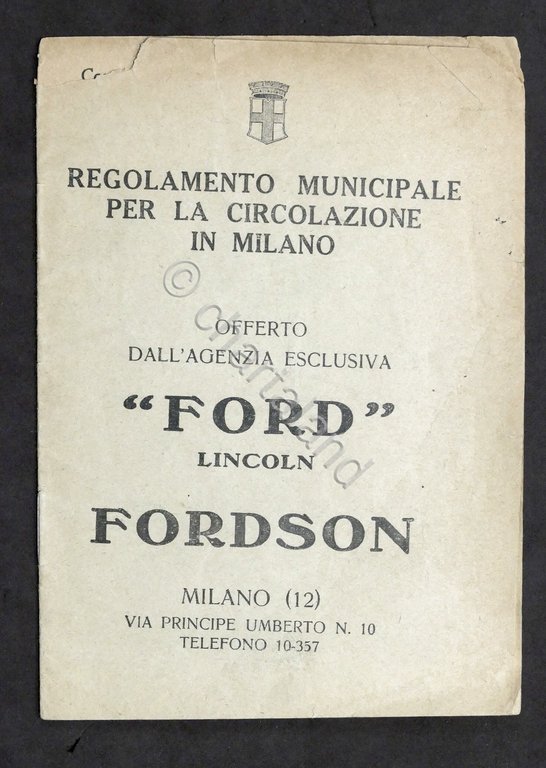 REGOLAMENTO MUNICIPALE
PER LA CIRCOLAZIONE
IN MILANO
OFFERTO
DALL'AGENZIA ESCLUSIVA
"FORD"
LINCOLN
FORDSON
MILANO (12)
VIA PRINCIPE UMBERTO N. 10
TELEFONO 10-357
© chartaland